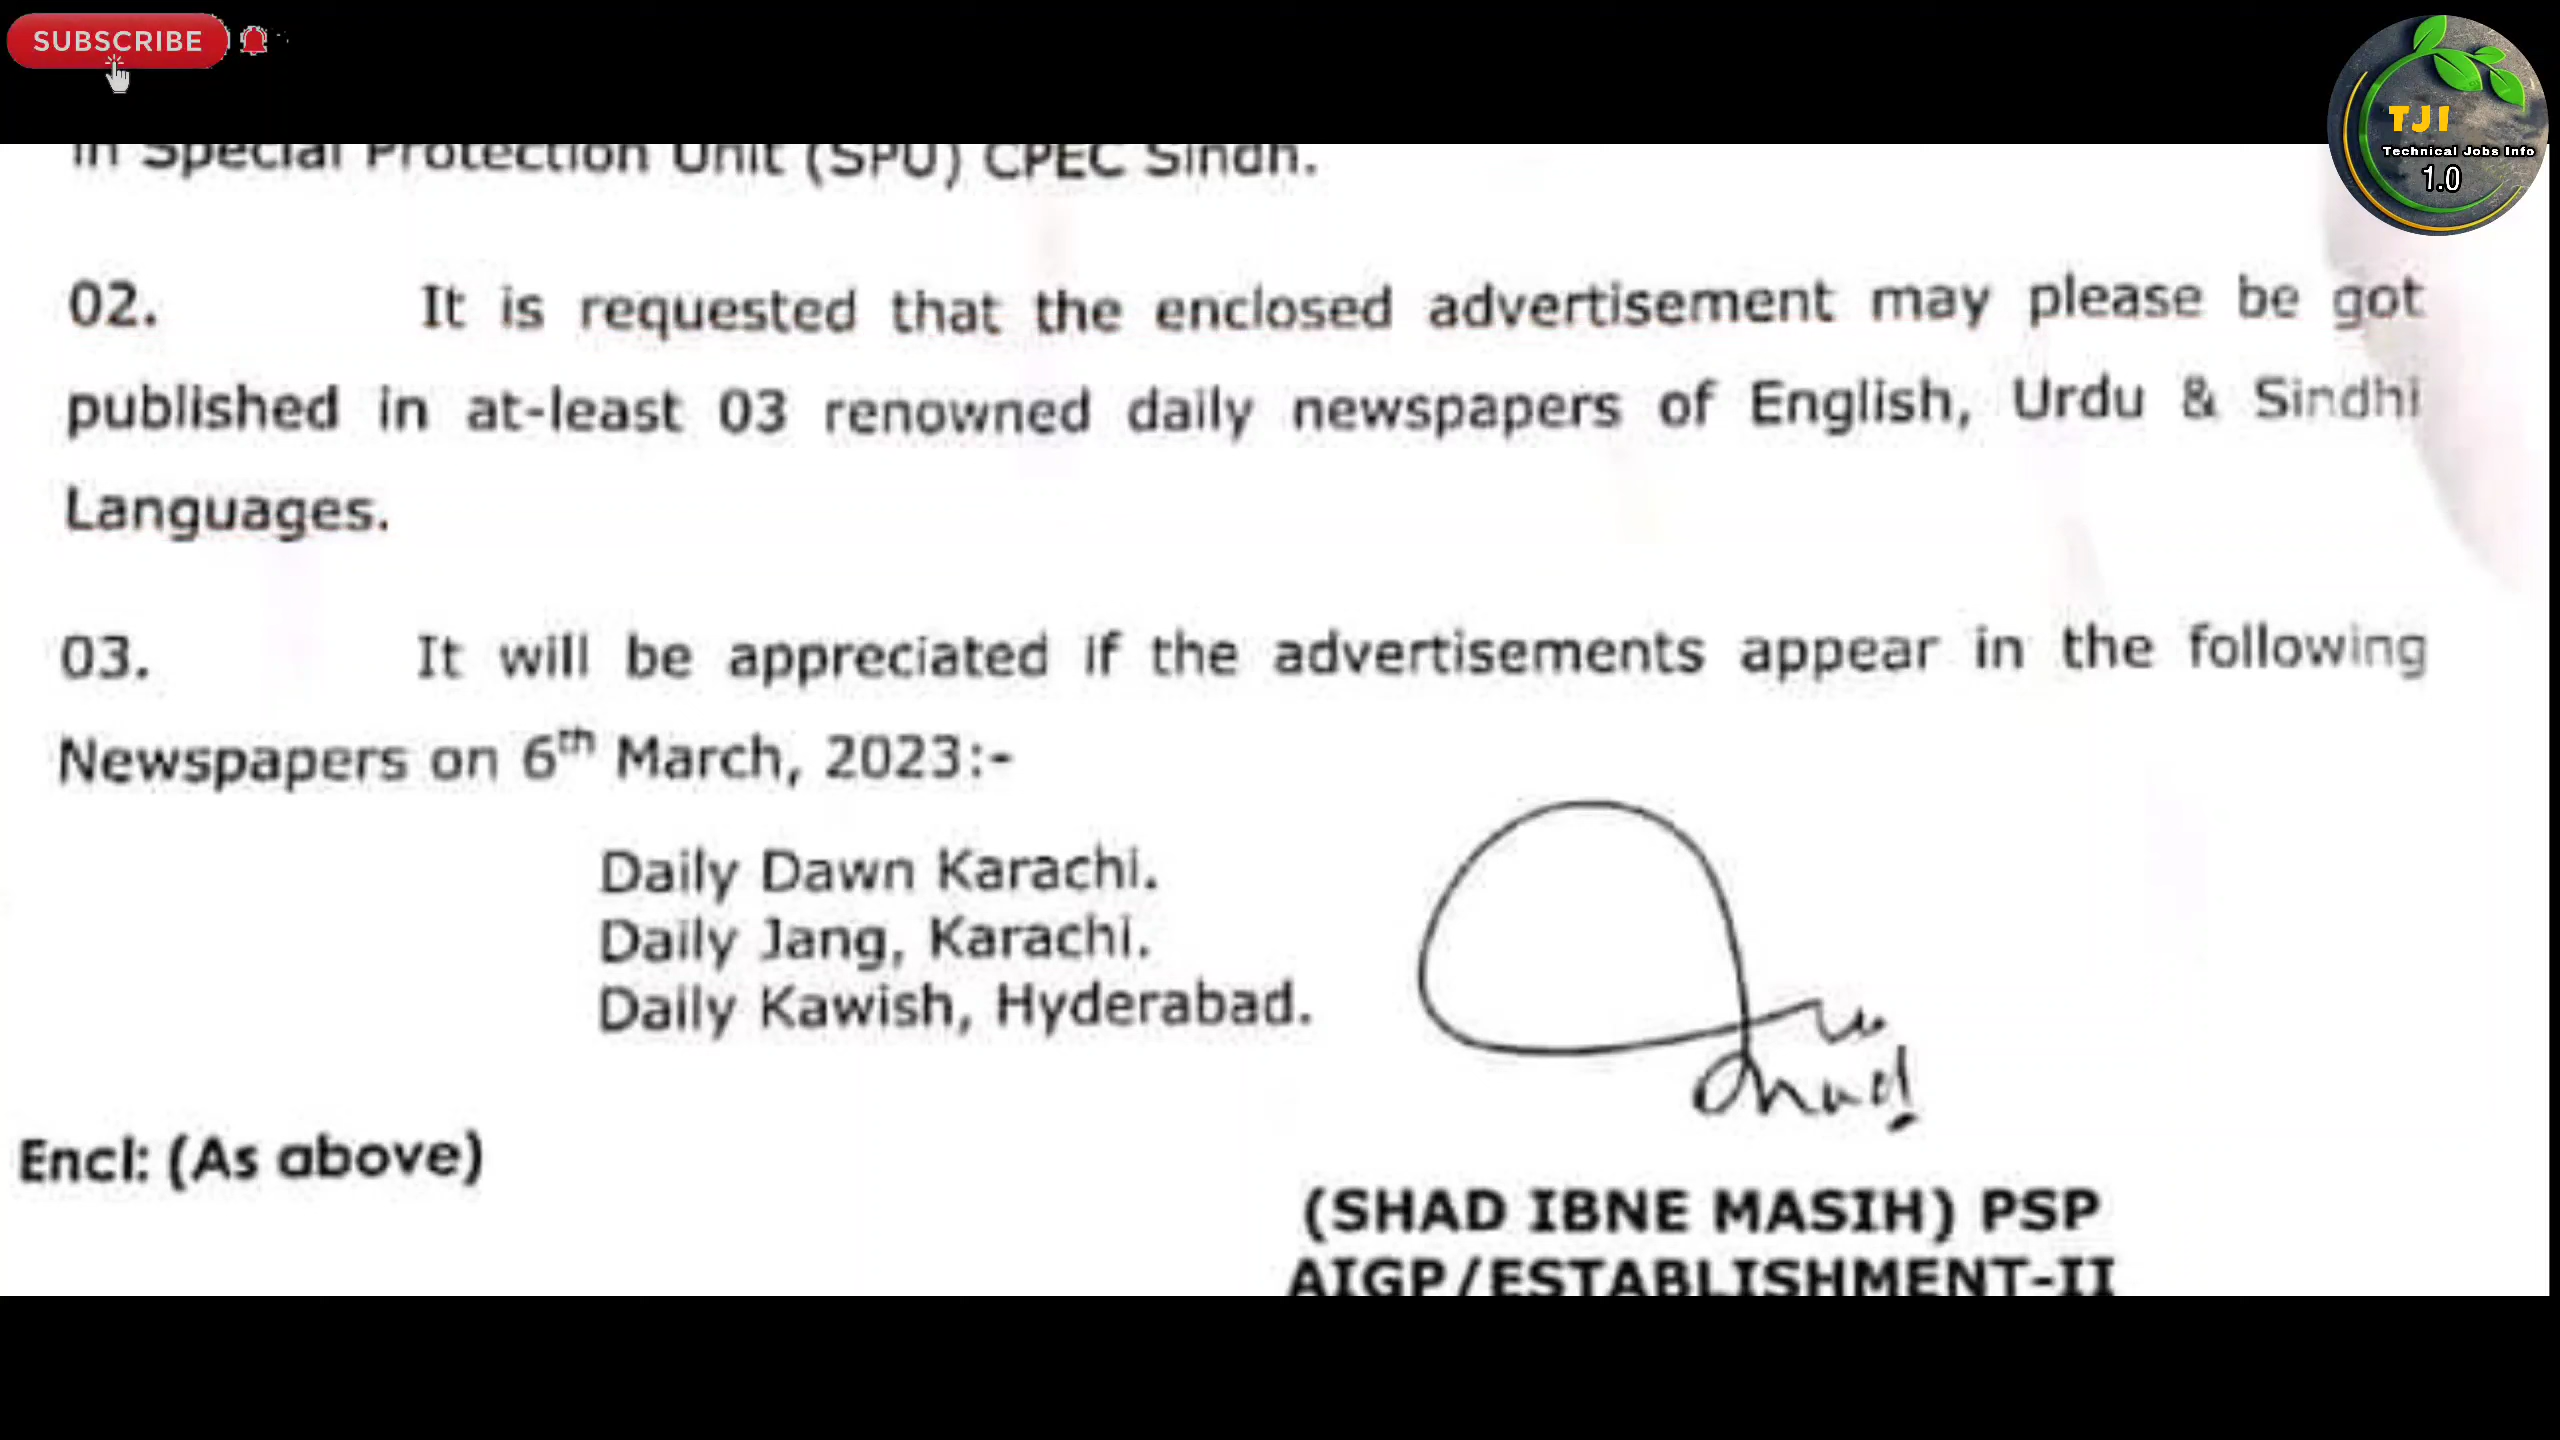 SUBSCRIBE
TJI
Technical Jobs Info
1.0
in Special Protection Unit (SPU) CPEC Sindh.
02. It is requested that the enclosed advertisement may please be got
published in at-least 03 renowned daily newspapers of English, Urdu & Sindhi
Languages.
03. It will be appreciated if the advertisements appear in the following
Newspapers on 6th March, 2023:-
Daily Dawn Karachi.
Daily Jang, Karachi.
Daily Kawish, Hyderabad.
Encl: (As above)
(SHAD IBNE MASIH) PSP
AIGP/ESTABLISHMENT-II